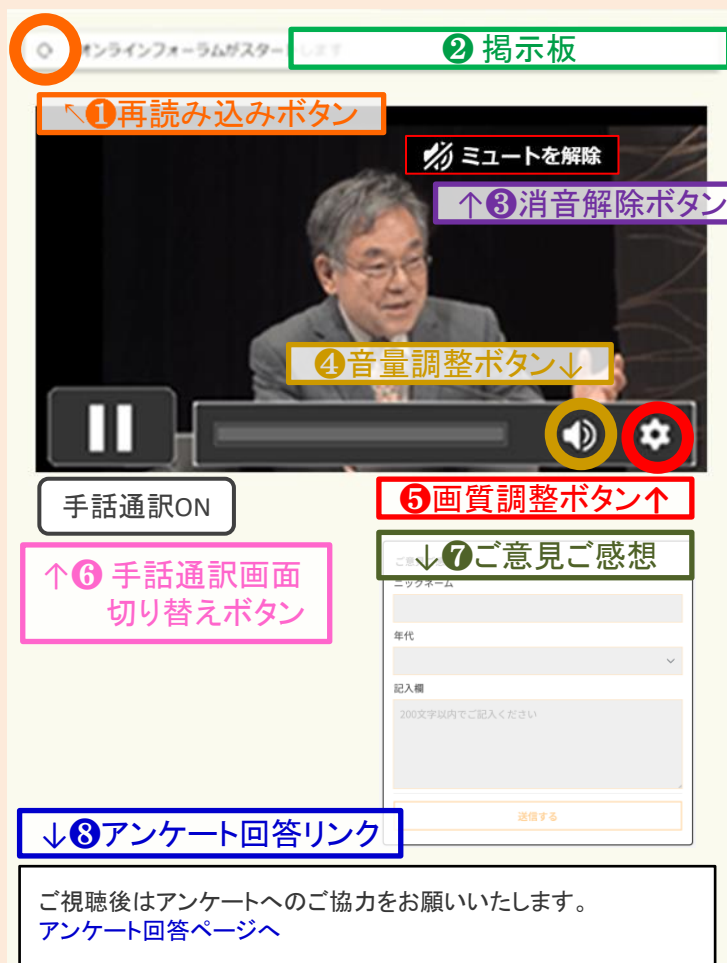 オンラインフォーラムがスタートします
❷ 掲示板
↖❶再読み込みボタン
ミュートを解除
↑❸消音解除ボタン
❹音量調整ボタン↓
手話通訳ON
❺画質調整ボタン↑
↑❻ 手話通訳画面
切り替えボタン
↓❼ご意見ご感想
ニックネーム
年代
記入欄
200文字以内でご記入ください
送信する
↓❽アンケート回答リンク
ご視聴後はアンケートへのご協力をお願いいたします。
アンケート回答ページへ